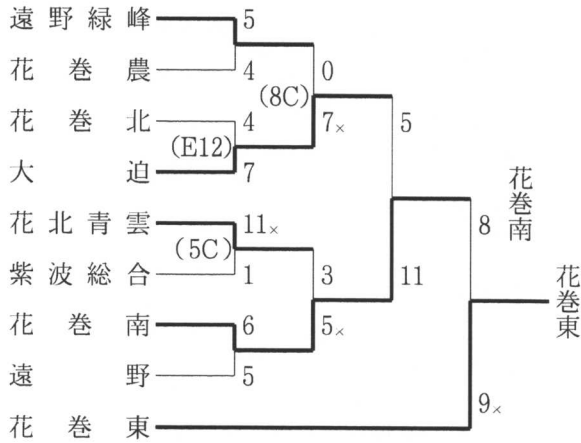 遠野緑峰 5
花巻農 4
0
(8C)
花巻北 4
7× 5
(E12)
大迫 7
花巻南
花北青雲 11×
8
(5C)
紫波総合 1
3 11
花巻東
花巻南 6
5×
遠野 5
9×
花巻東